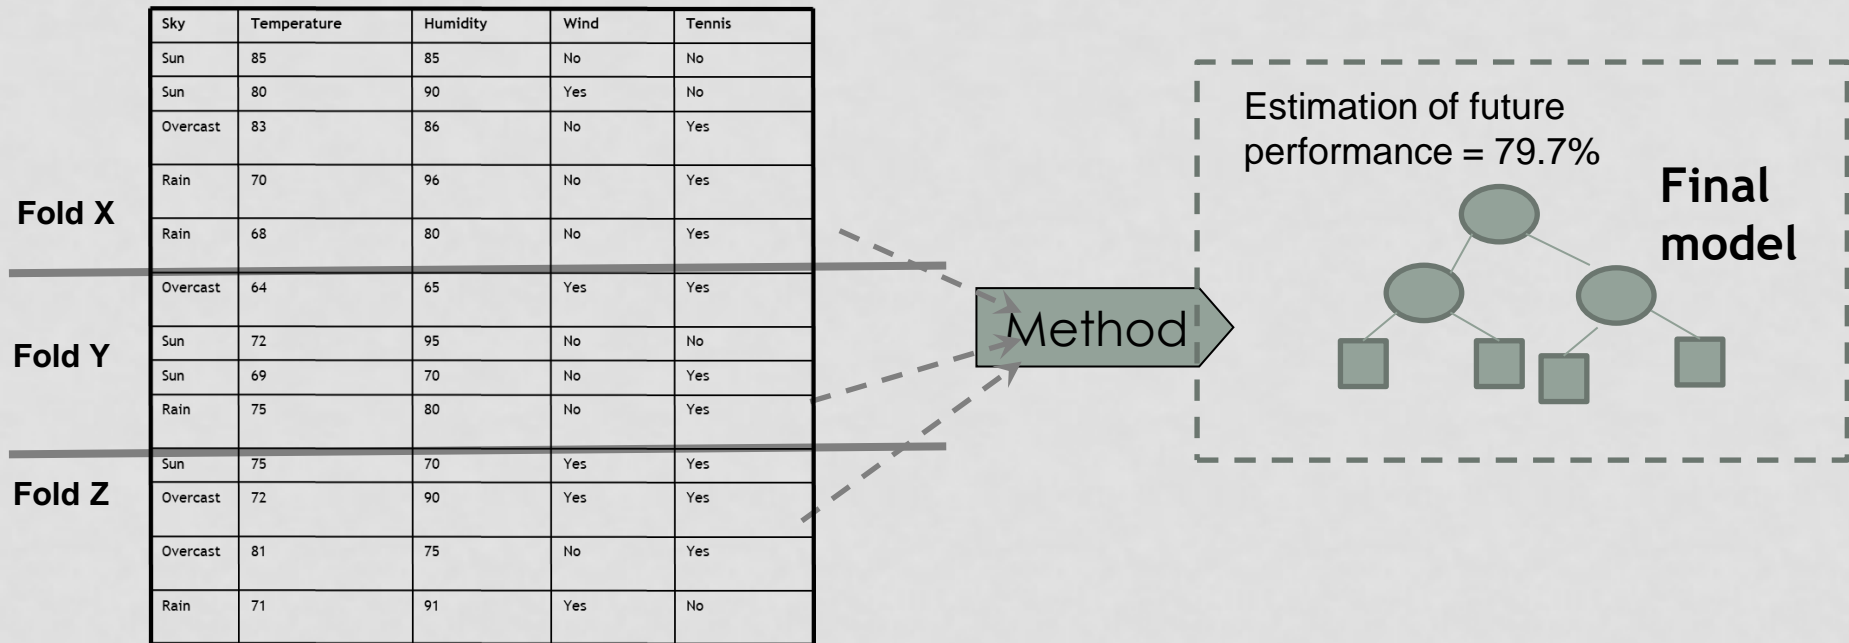 Sky Temperature Humidity Wind Tennis
Sun 85 85 No No
Sun 80 90 Yes No
Overcast 83 86 No Yes
Rain 70 96 No Yes
Rain 68 80 No Yes
Overcast 64 65 Yes Yes
Sun 72 95 No No
Sun 69 70 No Yes
Rain 75 80 No Yes
Sun 75 70 Yes Yes
Overcast 72 90 Yes Yes
Overcast 81 75 No Yes
Rain 71 91 Yes No
Fold X
Fold Y
Fold Z
Method
Estimation of future
performance = 79.7%
Final
model